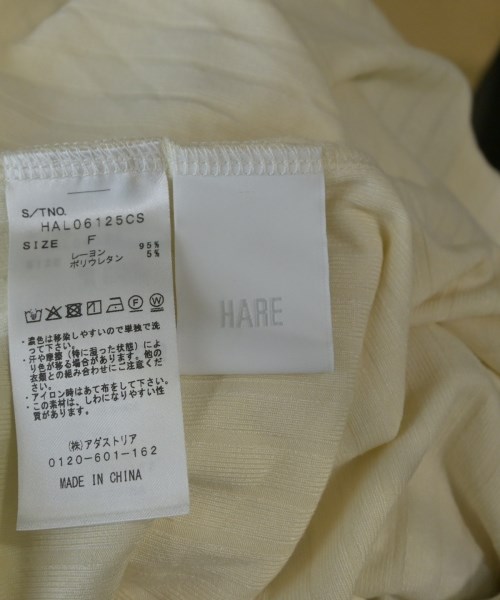 S/TNO.
HAL06125CS
SIZE F
レーヨン 95%
ポリウレタン 5%
・濃色は移染しやすいので単独で洗
って下さい。
・汗や摩擦（特に湿った状態）によ
り色が移る場合があります。他の
衣類との組み合わせにご注意くだ
さい。
・アイロン時はあて布をして下さい。
・この素材は、しわになりやすい性
質があります。
(株)アダストリア
0120-601-162
MADE IN CHINA
HARE